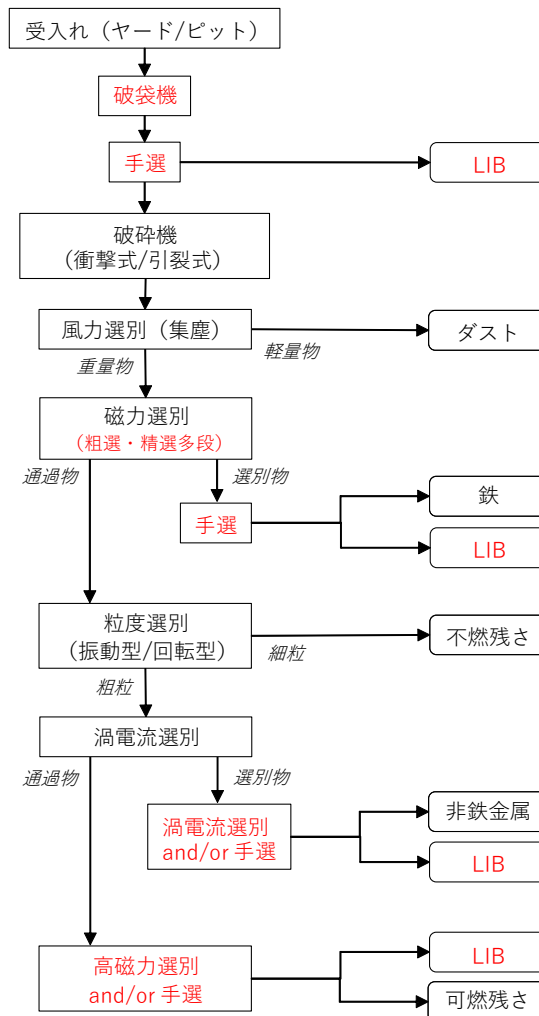 受入れ（ヤード/ピット）
破袋機
手選
LIB
破砕機
(衝撃式/引裂式)
風力選別（集塵）
軽量物
ダスト
重量物
磁力選別
(粗選・精選多段)
通過物
選別物
鉄
手選
LIB
粒度選別
(振動型/回転型)
細粒
不燃残さ
粗粒
渦電流選別
通過物
選別物
非鉄金属
渦電流選別
and/or 手選
LIB
高磁力選別
and/or 手選
LIB
可燃残さ